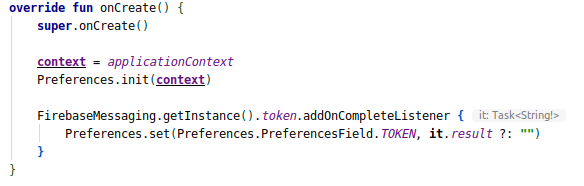 override fun onCreate() {
super.onCreate()
context = applicationContext
Preferences.init(context)
FirebaseMessaging.getInstance().token.addOnCompleteListener { it: Task<String!>
Preferences.set(Preferences.PreferencesField.TOKEN, it.result ?: "")
}
}